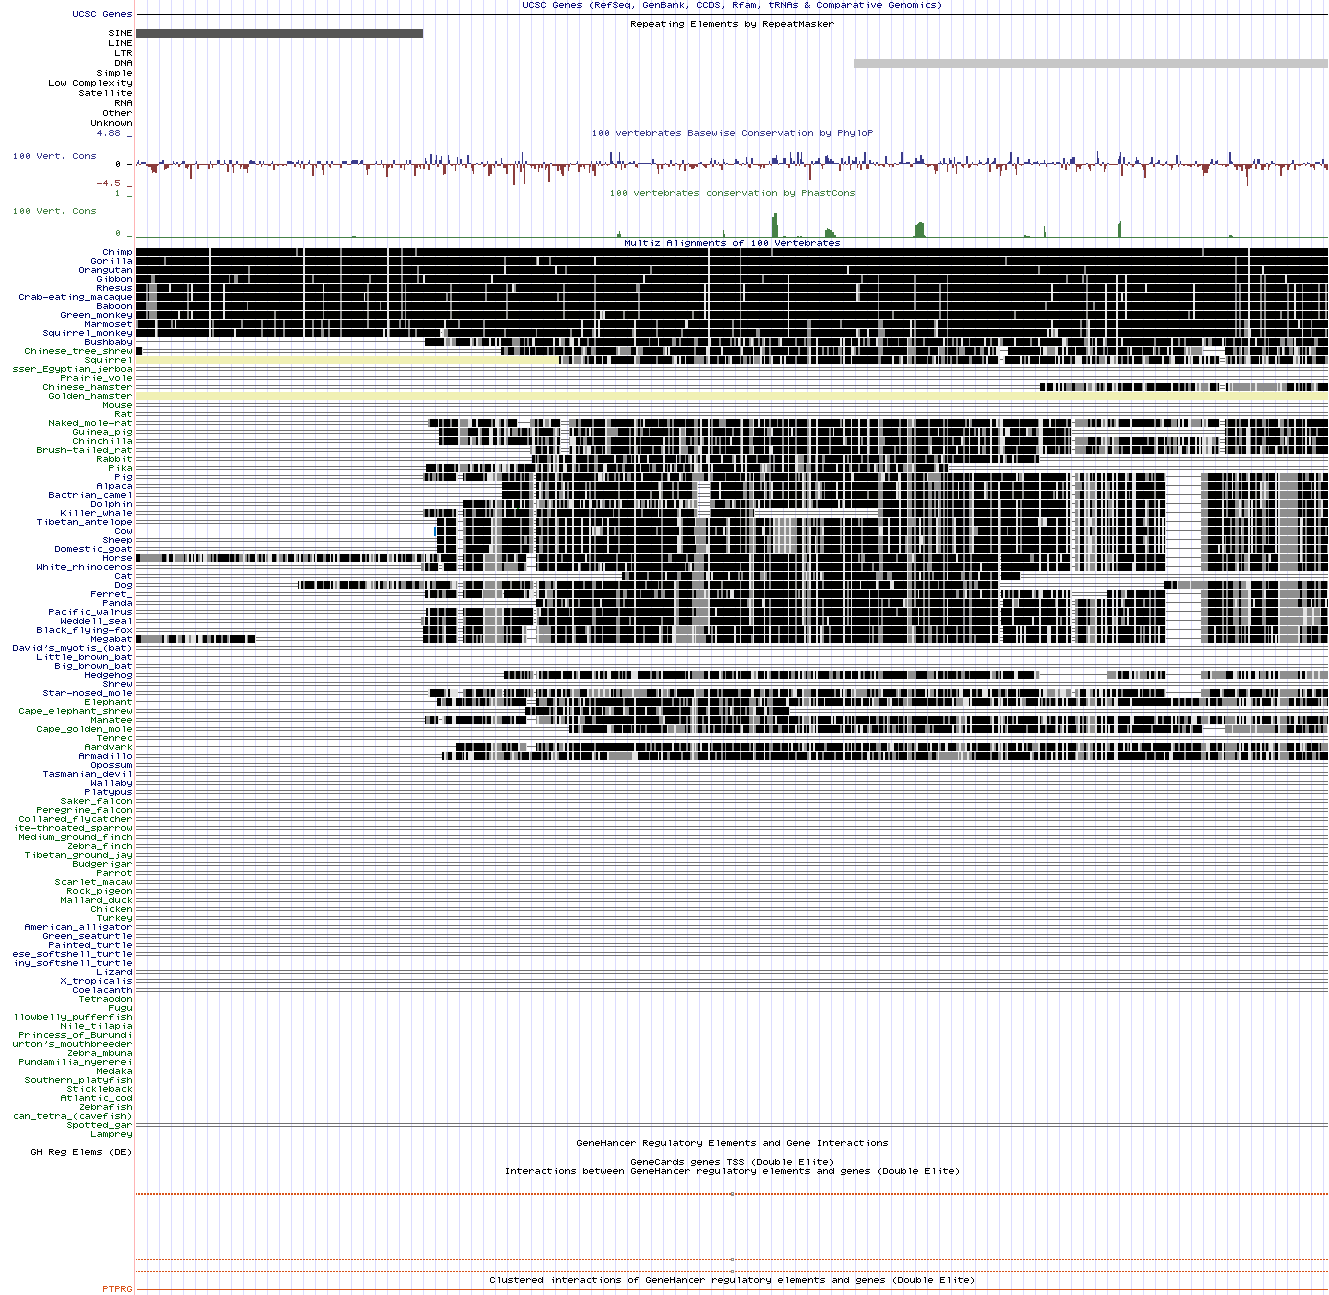 UCSC Genes (RefSeq, GenBank, CCDS, Rfam, tRNAs & Comparative Genomics)
UCSC Genes
Repeating Elements by RepeatMasker
SINE
LINE
LTR
DNA
Simple
Low Complexity
Satellite
RNA
Other
Unknown
4.88 _
100 vertebrates Basewise Conservation by PhyloP
100 Vert. Cons
0 -
-4.5 _
1 _
100 vertebrates conservation by PhastCons
100 Vert. Cons
0 _
Multiz Alignments of 100 Vertebrates
Chimp
Gorilla
Orangutan
Gibbon
Rhesus
Crab-eating_macaque
Baboon
Green_monkey
Marmoset
Squirrel_monkey
Bushbaby
Chinese_tree_shrew
Squirrel
sser_Egyptian_jerboa
Prairie_vole
Chinese_hamster
Golden_hamster
Mouse
Rat
Naked_mole-rat
Guinea_pig
Chinchilla
Brush-tailed_rat
Rabbit
Pika
Pig
Alpaca
Bactrian_camel
Dolphin
Killer_whale
Tibetan_antelope
Cow
Sheep
Domestic_goat
Horse
White_rhinoceros
Cat
Dog
Ferret_
Panda
Pacific_walrus
Weddell_seal
Black_flying-fox
Megabat
David's_myotis_(bat)
Little_brown_bat
Big_brown_bat
Hedgehog
Shrew
Star-nosed_mole
Elephant
Cape_elephant_shrew
Manatee
Cape_golden_mole
Tenrec
Aardvark
Armadillo
Opossum
Tasmanian_devil
Wallaby
Platypus
Saker_falcon
Peregrine_falcon
Collared_flycatcher
ite-throated_sparrow
Medium_ground_finch
Zebra_finch
Tibetan_ground_jay
Budgerigar
Parrot
Scarlet_macaw
Rock_pigeon
Mallard_duck
Chicken
Turkey
American_alligator
Green_seaturtle
Painted_turtle
ese_softshell_turtle
iny_softshell_turtle
Lizard
X_tropicalis
Coelacanth
Tetraodon
Fugu
llowbelly_pufferfish
Nile_tilapia
Princess_of_Burundi
urton's_mouthbreeder
Zebra_mbuna
Pundamilia_nyererei
Medaka
Southern_platyfish
Stickleback
Atlantic_cod
Zebrafish
can_tetra_(cavefish)
Spotted_gar
Lamprey
GeneHancer Regulatory Elements and Gene Interactions
GH Reg Elems (DE)
GeneCards genes TSS (Double Elite)
Interactions between GeneHancer regulatory elements and genes (Double Elite)
Clustered interactions of GeneHancer regulatory elements and genes (Double Elite)
PTPRG